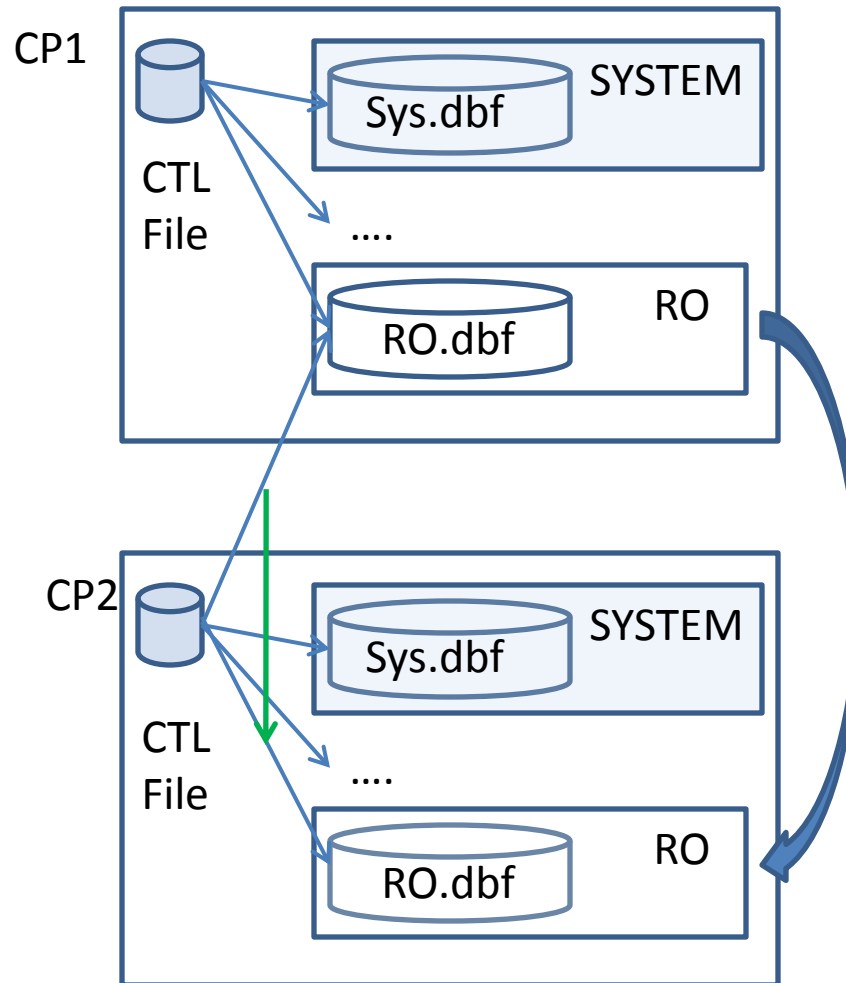 CP1
Sys.dbf
SYSTEM
CTL
File
....
RO.dbf
RO
CP2
Sys.dbf
SYSTEM
CTL
File
....
RO.dbf
RO